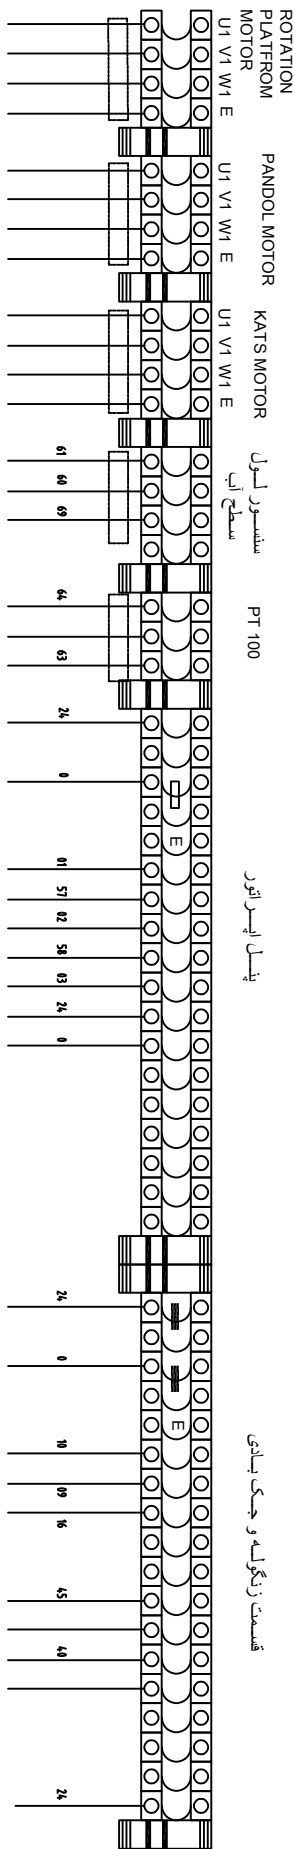 ROTATION
PLATFROM
MOTOR
U1 V1 W1 E
PANDOL MOTOR
U1 V1 W1 E
KATS MOTOR
U1 V1 W1 E
سنسور لول
سطح آب
61
60
69
PT 100
64
63
پنل اپراتور
24
0
E
01
57
02
58
03
24
0
قسمت زنگوله و جک بادی
24
0
E
10
09
16
45
40
24